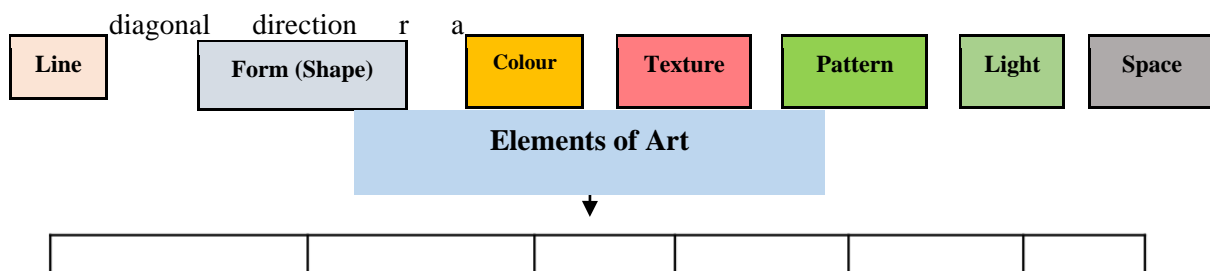 diagonal direction r a
Line Form (Shape) Colour Texture Pattern Light Space
Elements of Art